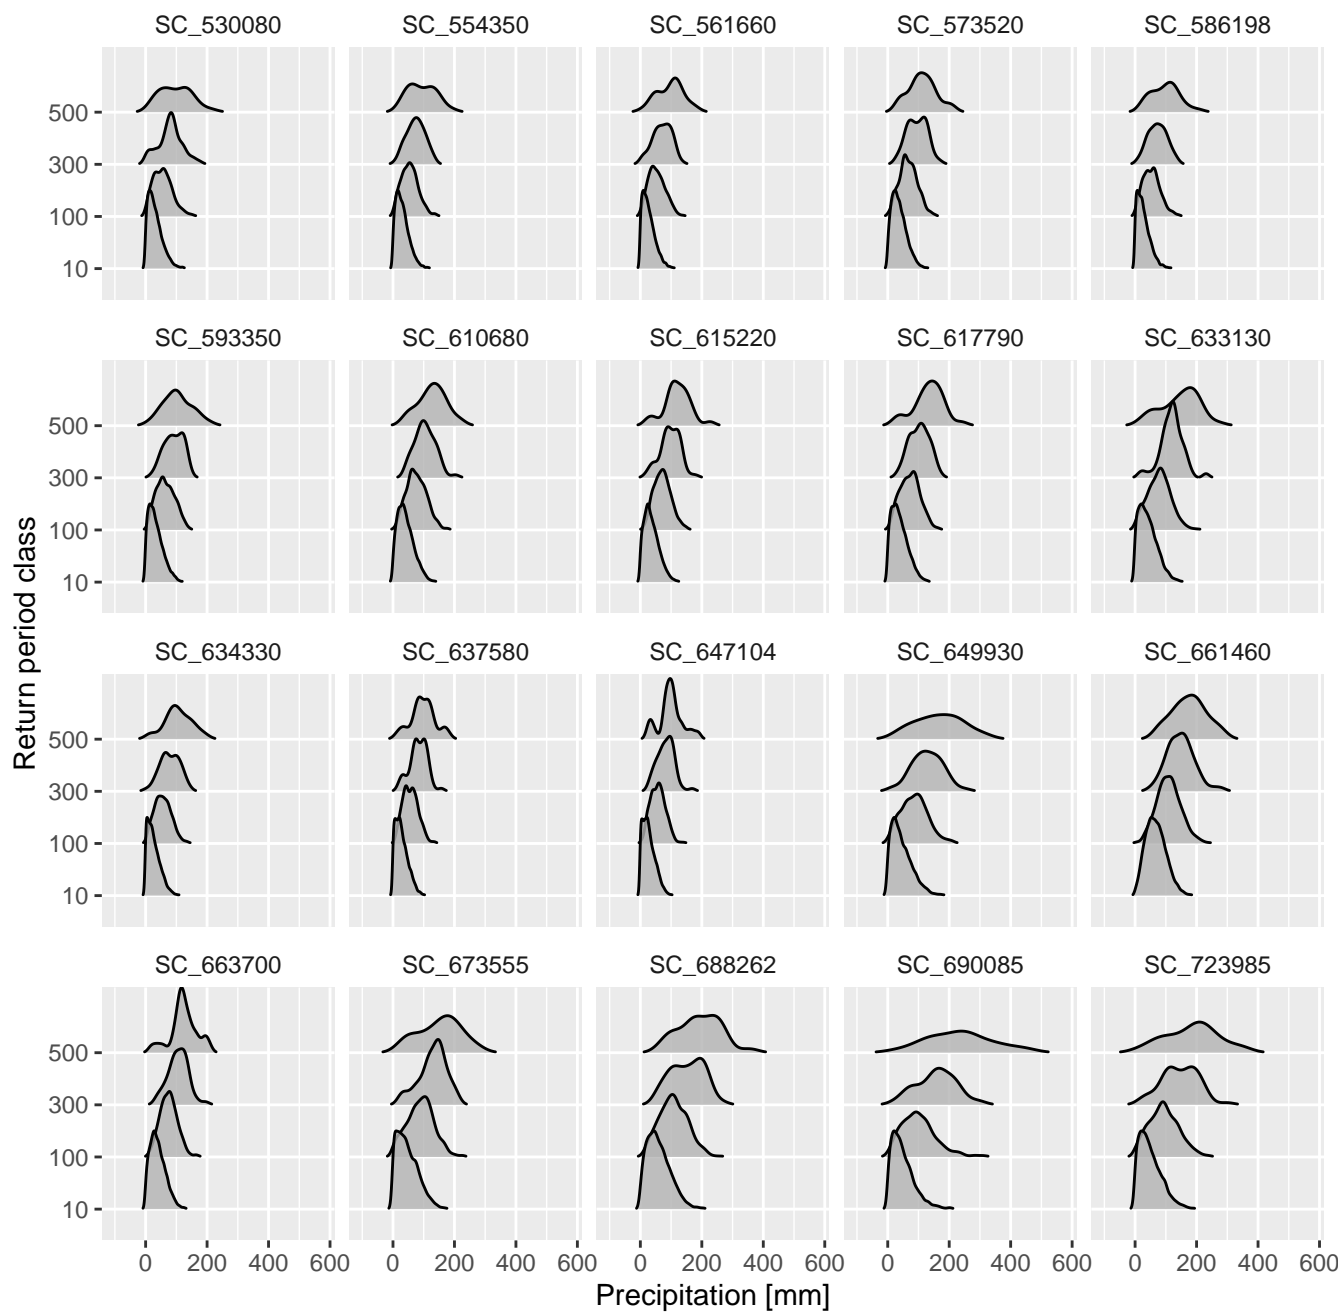 SC_530080 SC_554350 SC_561660 SC_573520 SC_586198
500
300
100
10
SC_593350 SC_610680 SC_615220 SC_617790 SC_633130
500
300
100
10
SC_634330 SC_637580 SC_647104 SC_649930 SC_661460
500
300
100
10
SC_663700 SC_673555 SC_688262 SC_690085 SC_723985
500
300
100
10
0 200 400 600 0 200 400 600 0 200 400 600 0 200 400 600 0 200 400 600
Precipitation [mm]
Return period class